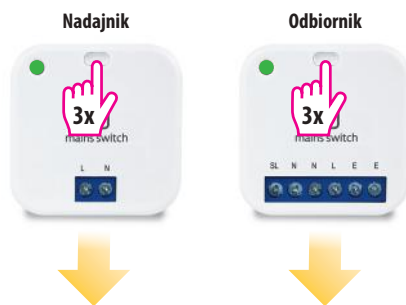 Nadajnik
Odbiornik
3x
mains switch
L N
3x
mains switch
SL N N L E E